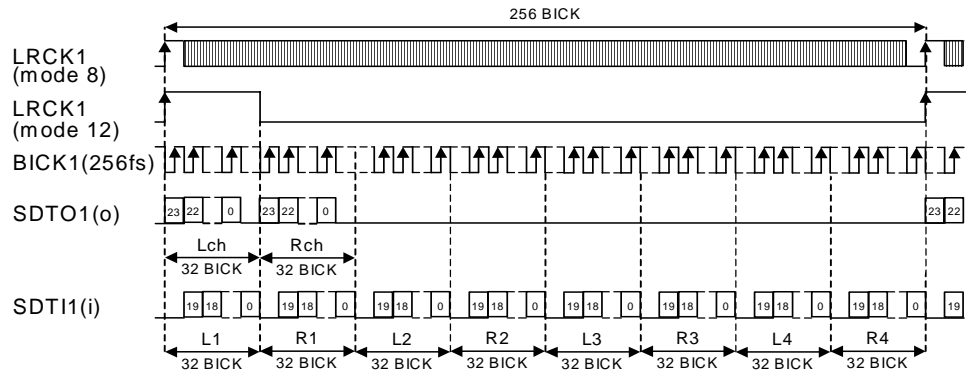 256 BICK
LRCK1
(mode 8)
LRCK1
(mode 12)
BICK1(256fs)
SDTO1(o)
23 22 0 23 22 0 23 22
Lch Rch
32 BICK 32 BICK
SDTI1(i)
19 18 0 19 18 0 19 18 0 19 18 0 19 18 0 19 18 0 19 18 0 19 18 0 19
L1 R1 L2 R2 L3 R3 L4 R4
32 BICK 32 BICK 32 BICK 32 BICK 32 BICK 32 BICK 32 BICK 32 BICK